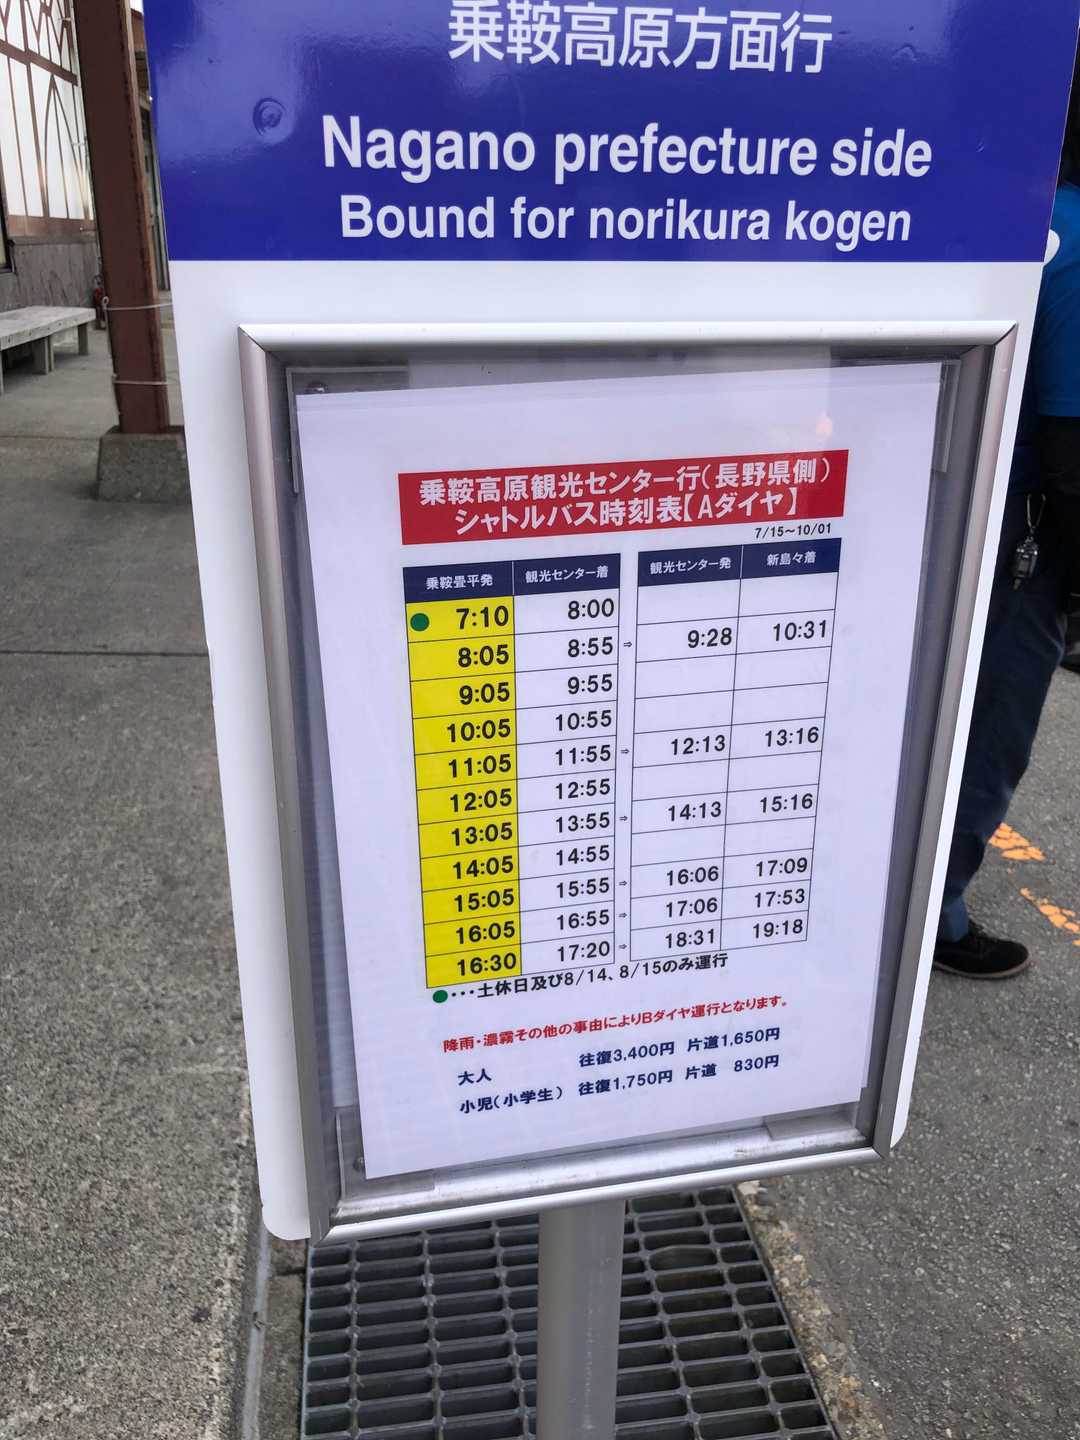 乗鞍高原方面行
Nagano prefecture side
Bound for norikura kogen
乗鞍高原観光センター行(長野県側)
シャトルバス時刻表【Aダイヤ】
7/15~10/01
乗鞍畳平発 観光センター着 観光センター発 新島々着
●7:10 8:00
8:05 8:55 ⇒ 9:28 10:31
9:05 9:55
10:05 10:55
11:05 11:55 ⇒ 12:13 13:16
12:05 12:55
13:05 13:55 ⇒ 14:13 15:16
14:05 14:55
15:05 15:55 ⇒ 16:06 17:09
16:05 16:55 ⇒ 17:06 17:53
16:30 17:20 ⇒ 18:31 19:18
●・・・土休日及び8/14、8/15のみ運行
降雨・濃霧その他の事由によりBダイヤ運行となります。
大人 往復3,400円 片道1,650円
小児(小学生) 往復1,750円 片道 830円